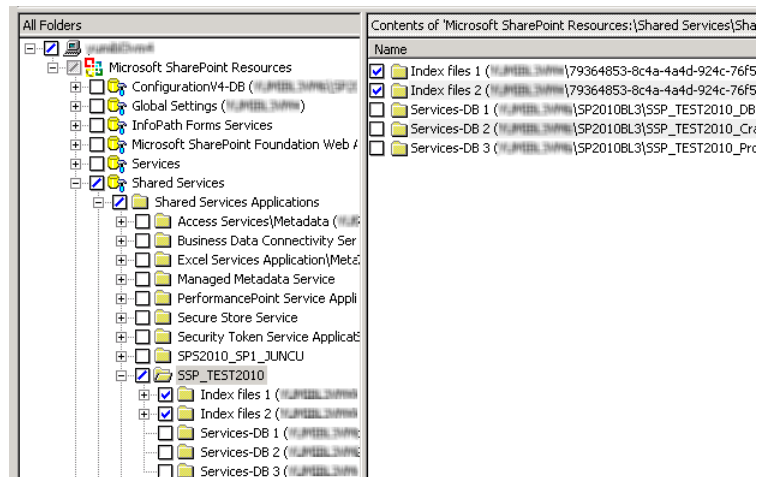 All Folders
Microsoft SharePoint Resources
ConfigurationV4-DB (
Global Settings ( )
InfoPath Forms Services
Microsoft SharePoint Foundation Web
Services
Shared Services
Shared Services Applications
Access Services\Metadata (
Business Data Connectivity Ser
Excel Services Application\Meta
Managed Metadata Service
PerformancePoint Service Appli
Secure Store Service
Security Token Service Applicat
SPS2010_SP1_JUNCU
SSP_TEST2010
Index files 1 (
Index files 2 (
Services-DB 1 (
Services-DB 2 (
Services-DB 3 (
Contents of 'Microsoft SharePoint Resources:\Shared Services\Sha
Name
Index files 1 ( \79364853-8c4a-4a4d-924c-76f5
Index files 2 ( \79364853-8c4a-4a4d-924c-76f5
Services-DB 1 ( \SP2010BL3\SSP_TEST2010_DB
Services-DB 2 ( \SP2010BL3\SSP_TEST2010_Cra
Services-DB 3 ( \SP2010BL3\SSP_TEST2010_Pro